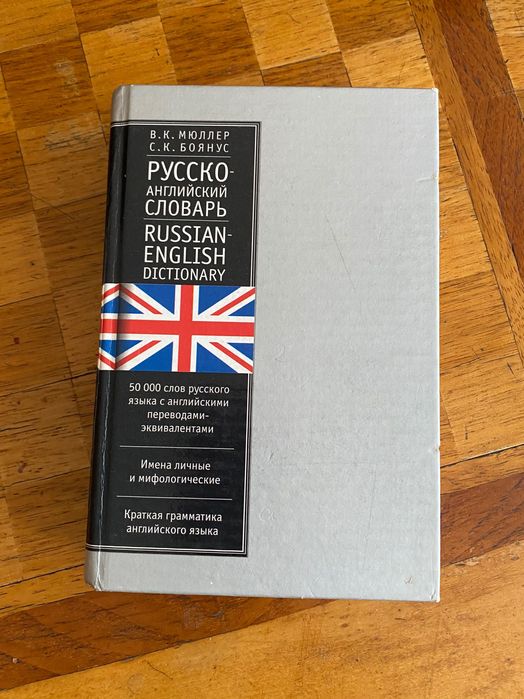 В.К. МЮЛЛЕР
С.К. БОЯНУС
РУССКО-
АНГЛИЙСКИЙ
СЛОВАРЬ
RUSSIAN-
ENGLISH
DICTIONARY
50 000 слов русского
языка с английскими
переводами-
эквивалентами
Имена личные
и мифологические
Краткая грамматика
английского языка